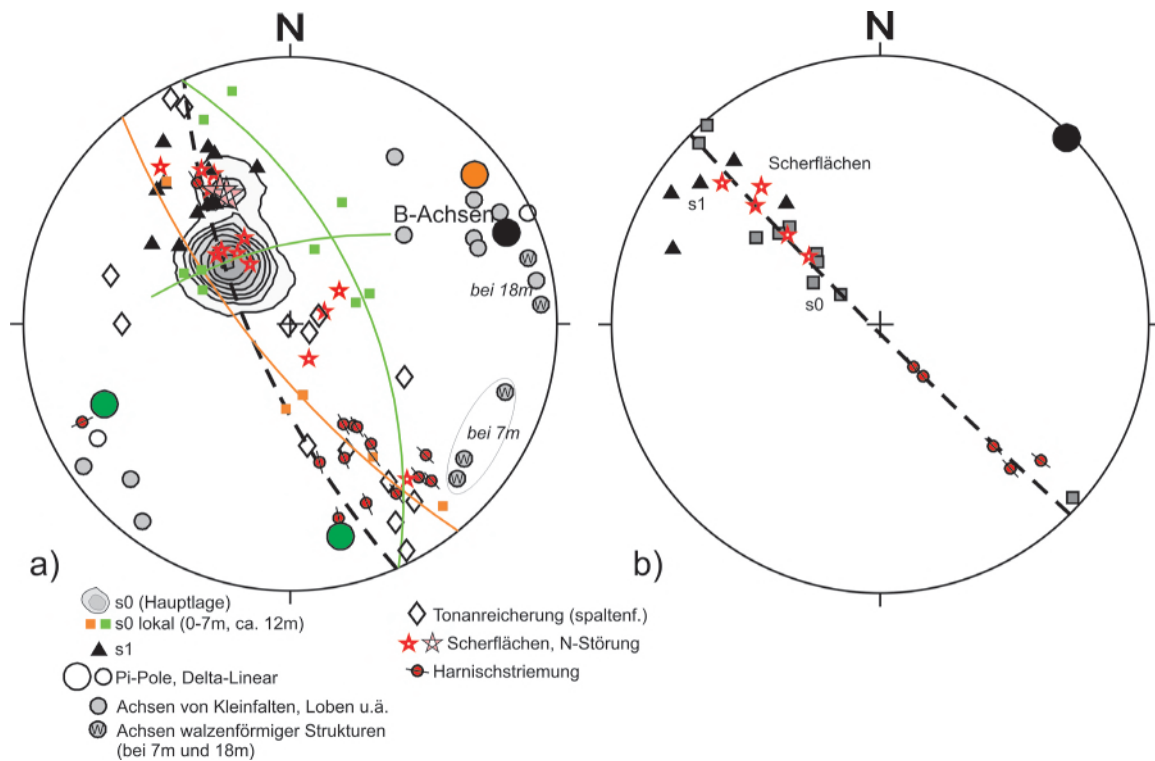 N
N
B-Achsen
bei 18m
bei 7m
W
W
W
W
W
Scherflächen
s1
s0
a)
b)
s0 (Hauptlage)
s0 lokal (0-7m, ca. 12m)
s1
Pi-Pole, Delta-Linear
Achsen von Kleinfalten, Loben u.ä.
W Achsen walzenförmiger Strukturen
(bei 7m und 18m)
Tonanreicherung (spaltenf.)
Scherflächen, N-Störung
Harnischstriemung